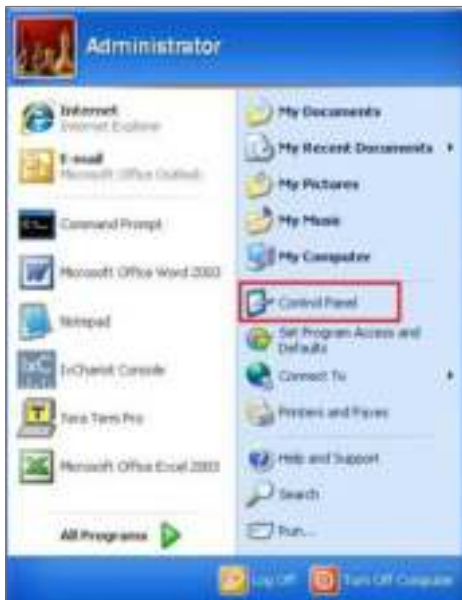 Administrator
Internet
Internet Explorer
E-mail
Microsoft Office Outlook
Command Prompt
Microsoft Office Word 2003
Notepad
IxChariot Console
Tera Term Pro
Microsoft Office Excel 2003
All Programs
My Documents
My Recent Documents
My Pictures
My Music
My Computer
Control Panel
Set Program Access and
Defaults
Connect To
Printers and Faxes
Help and Support
Search
Run...
Log Off
Turn Off Computer